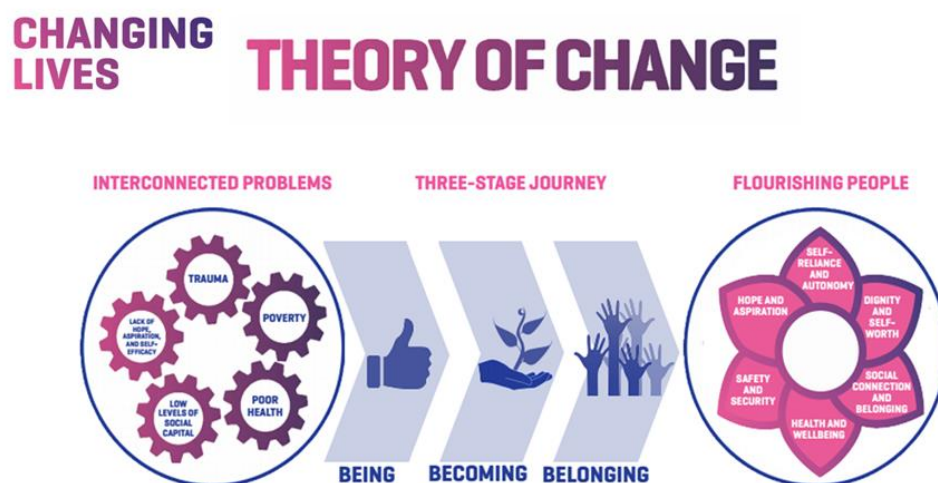 CHANGING
LIVES
THEORY OF CHANGE
INTERCONNECTED PROBLEMS
TRAUMA
POVERTY
POOR
HEALTH
LOW
LEVELS OF
SOCIAL
CAPITAL
LACK OF
HOPE,
ASPIRATION,
AND SELF-
EFFICACY
THREE-STAGE JOURNEY
BEING
BECOMING
BELONGING
FLOURISHING PEOPLE
SELF-
RELIANCE
AND
AUTONOMY
DIGNITY
AND
SELF-
WORTH
SOCIAL
CONNECTION
AND
BELONGING
HEALTH AND
WELLBEING
SAFETY
AND
SECURITY
HOPE AND
ASPIRATION